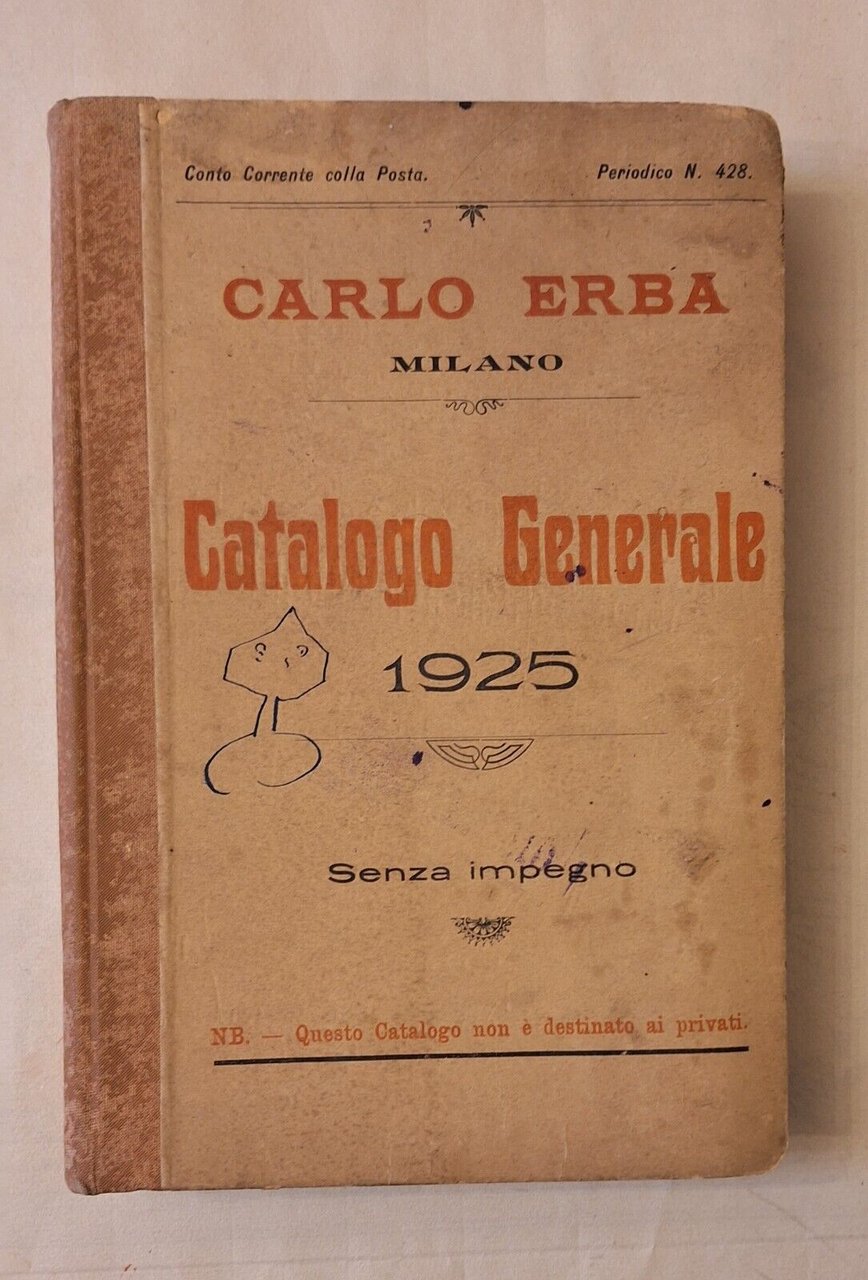 Conto Corrente colla Posta. Periodico N. 428.
CARLO ERBA
MILANO
Catalogo Generale
1925
Senza impegno
NB. — Questo Catalogo non è destinato ai privati.